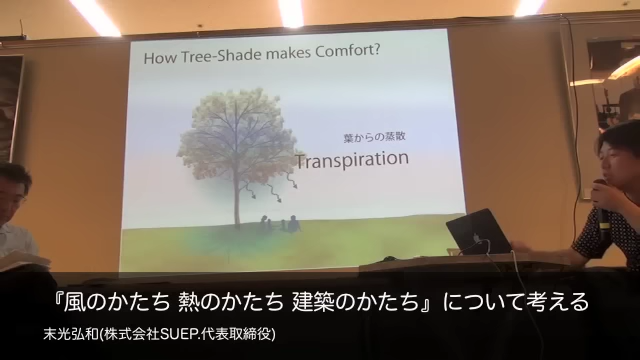 How Tree-Shade makes Comfort?
葉からの蒸散
Transpiration
『風のかたち 熱のかたち 建築のかたち』について考える
末光弘和(株式会社SUEP.代表取締役)